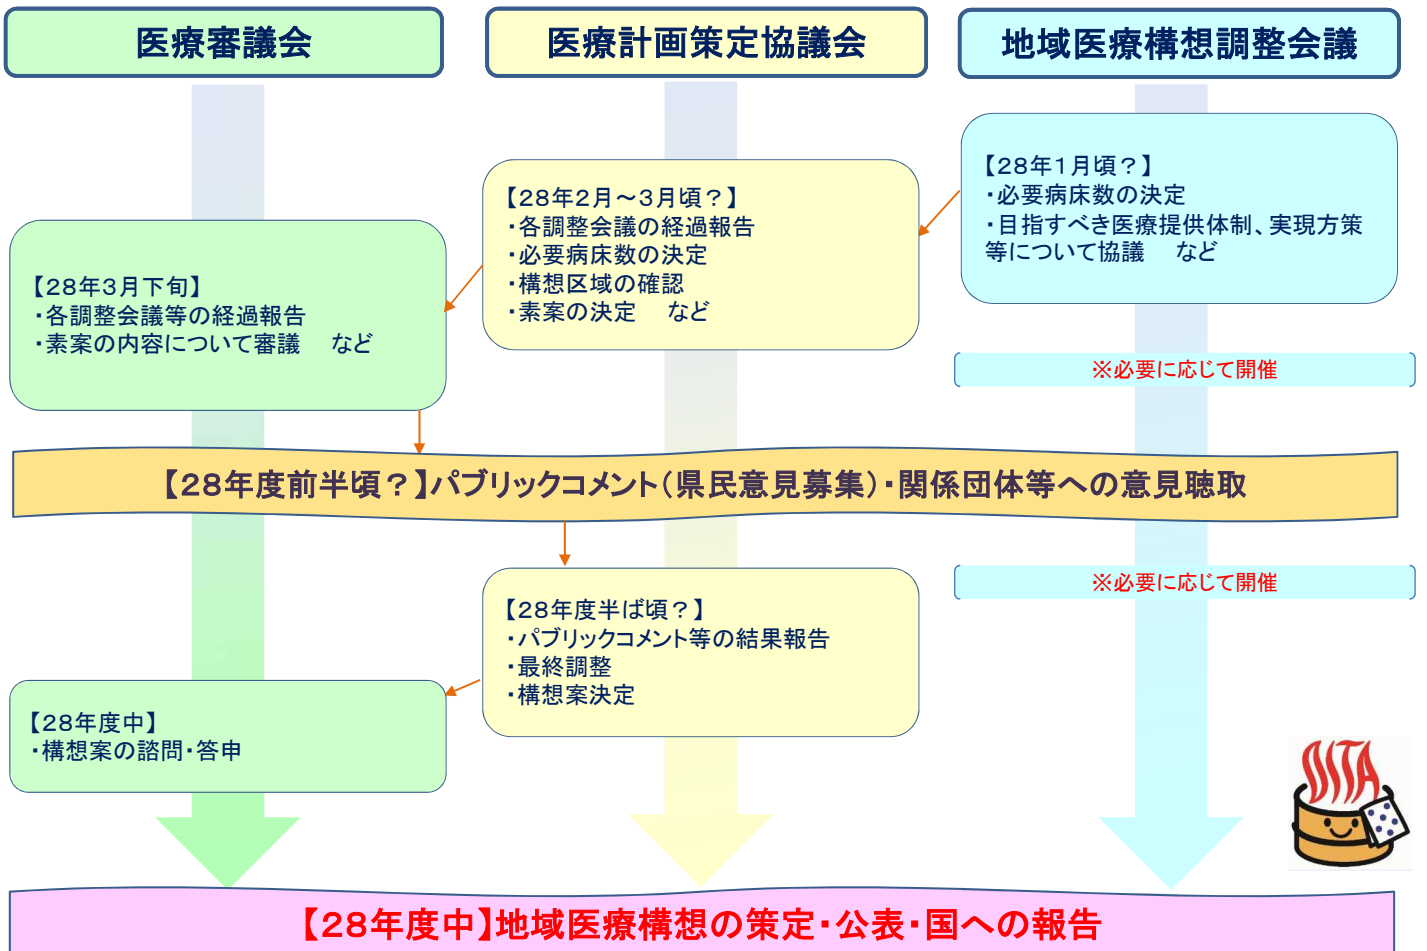 医療審議会
医療計画策定協議会
地域医療構想調整会議
【28年1月頃？】
・必要病床数の決定
・目指すべき医療提供体制、実現方策
等について協議　など
【28年2月～3月頃？】
・各調整会議の経過報告
・必要病床数の決定
・構想区域の確認
・素案の決定　など
【28年3月下旬】
・各調整会議等の経過報告
・素案の内容について審議　など
※必要に応じて開催
【28年度前半頃？】パブリックコメント（県民意見募集）・関係団体等への意見聴取
※必要に応じて開催
【28年度半ば頃？】
・パブリックコメント等の結果報告
・最終調整
・構想案決定
【28年度中】
・構想案の諮問・答申
OITA
【28年度中】地域医療構想の策定・公表・国への報告